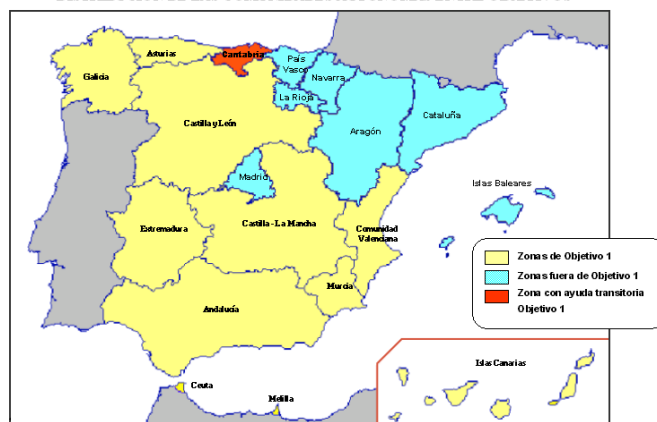 Asturias
Cantabria
País
Vasco
Navarra
Galicia
La Rioja
Castilla y León
Aragón
Cataluña
Madrid
Islas Baleares
Extremadura
Castilla - La Mancha
Comunidad
Valenciana
Zonas de Objetivo 1
Zonas fuera de Objetivo 1
Zona con ayuda transitoria
Objetivo 1
Murcia
Andalucía
Islas Canarias
Ceuta
Melilla